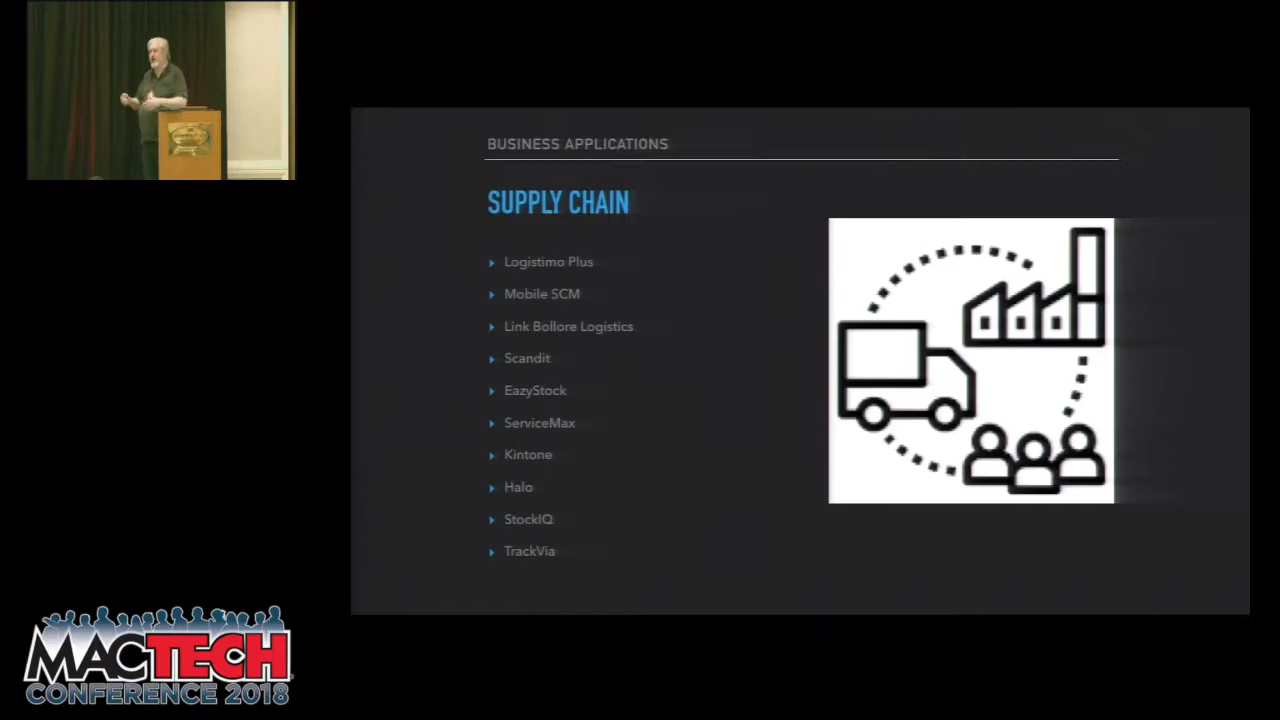 BUSINESS APPLICATIONS
SUPPLY CHAIN
Logistimo Plus
Mobile SCM
Link Bollore Logistics
Scandit
EazyStock
ServiceMax
Kintone
Halo
StockIQ
TrackVia
MACTECH
CONFERENCE 2018